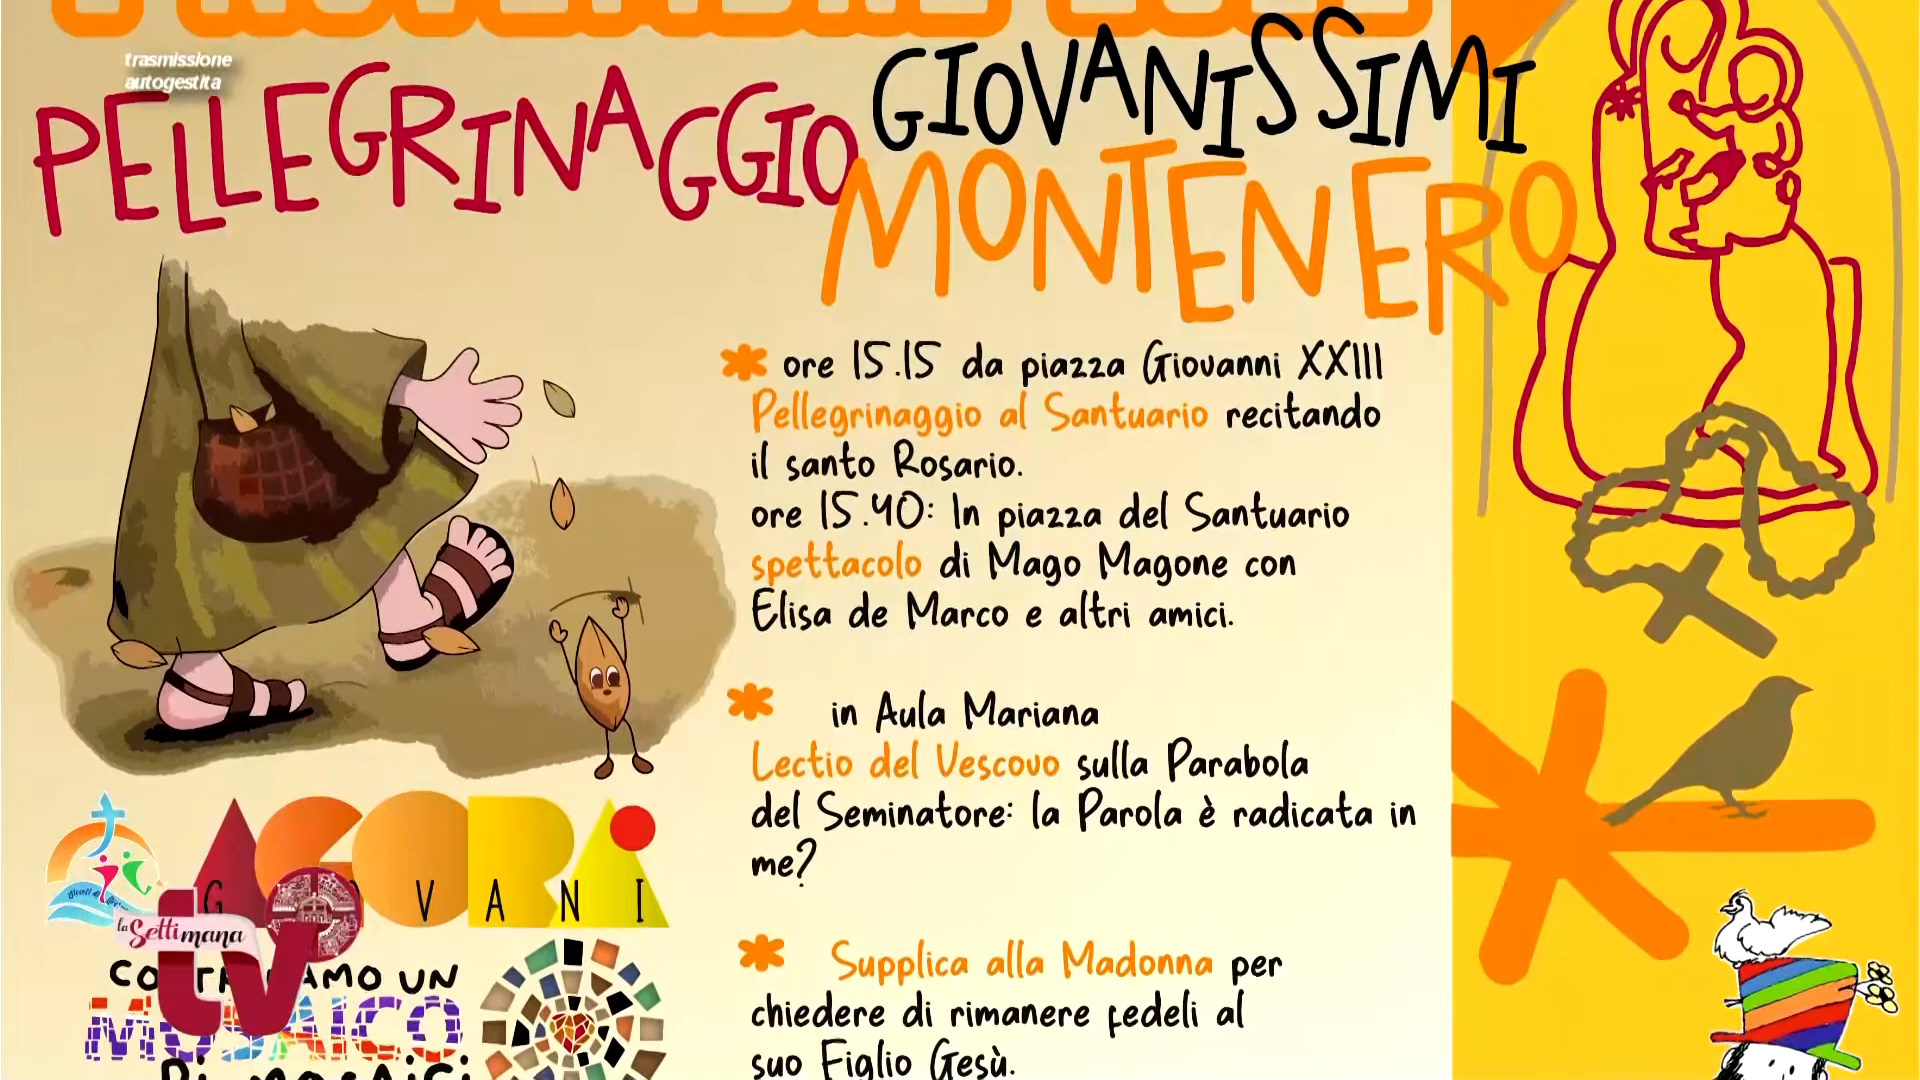 trasmissione
autogestita
PELLEGRINAGGIO GIOVANISSIMI
MONTENERO
ore 15.15 da piazza Giovanni XXIII
Pellegrinaggio al Santuario recitando
il santo Rosario.
ore 15.40: In piazza del Santuario
spettacolo di Mago Magone con
Elisa de Marco e altri amici.
in Aula Mariana
Lectio del Vescovo sulla Parabola
del Seminatore: la Parola è radicata in
me?
Supplica alla Madonna per
chiedere di rimanere fedeli al
suo Figlio Gesù.
AGORA
GIOVANI
la Settimana
tv
UN
MOSAICO